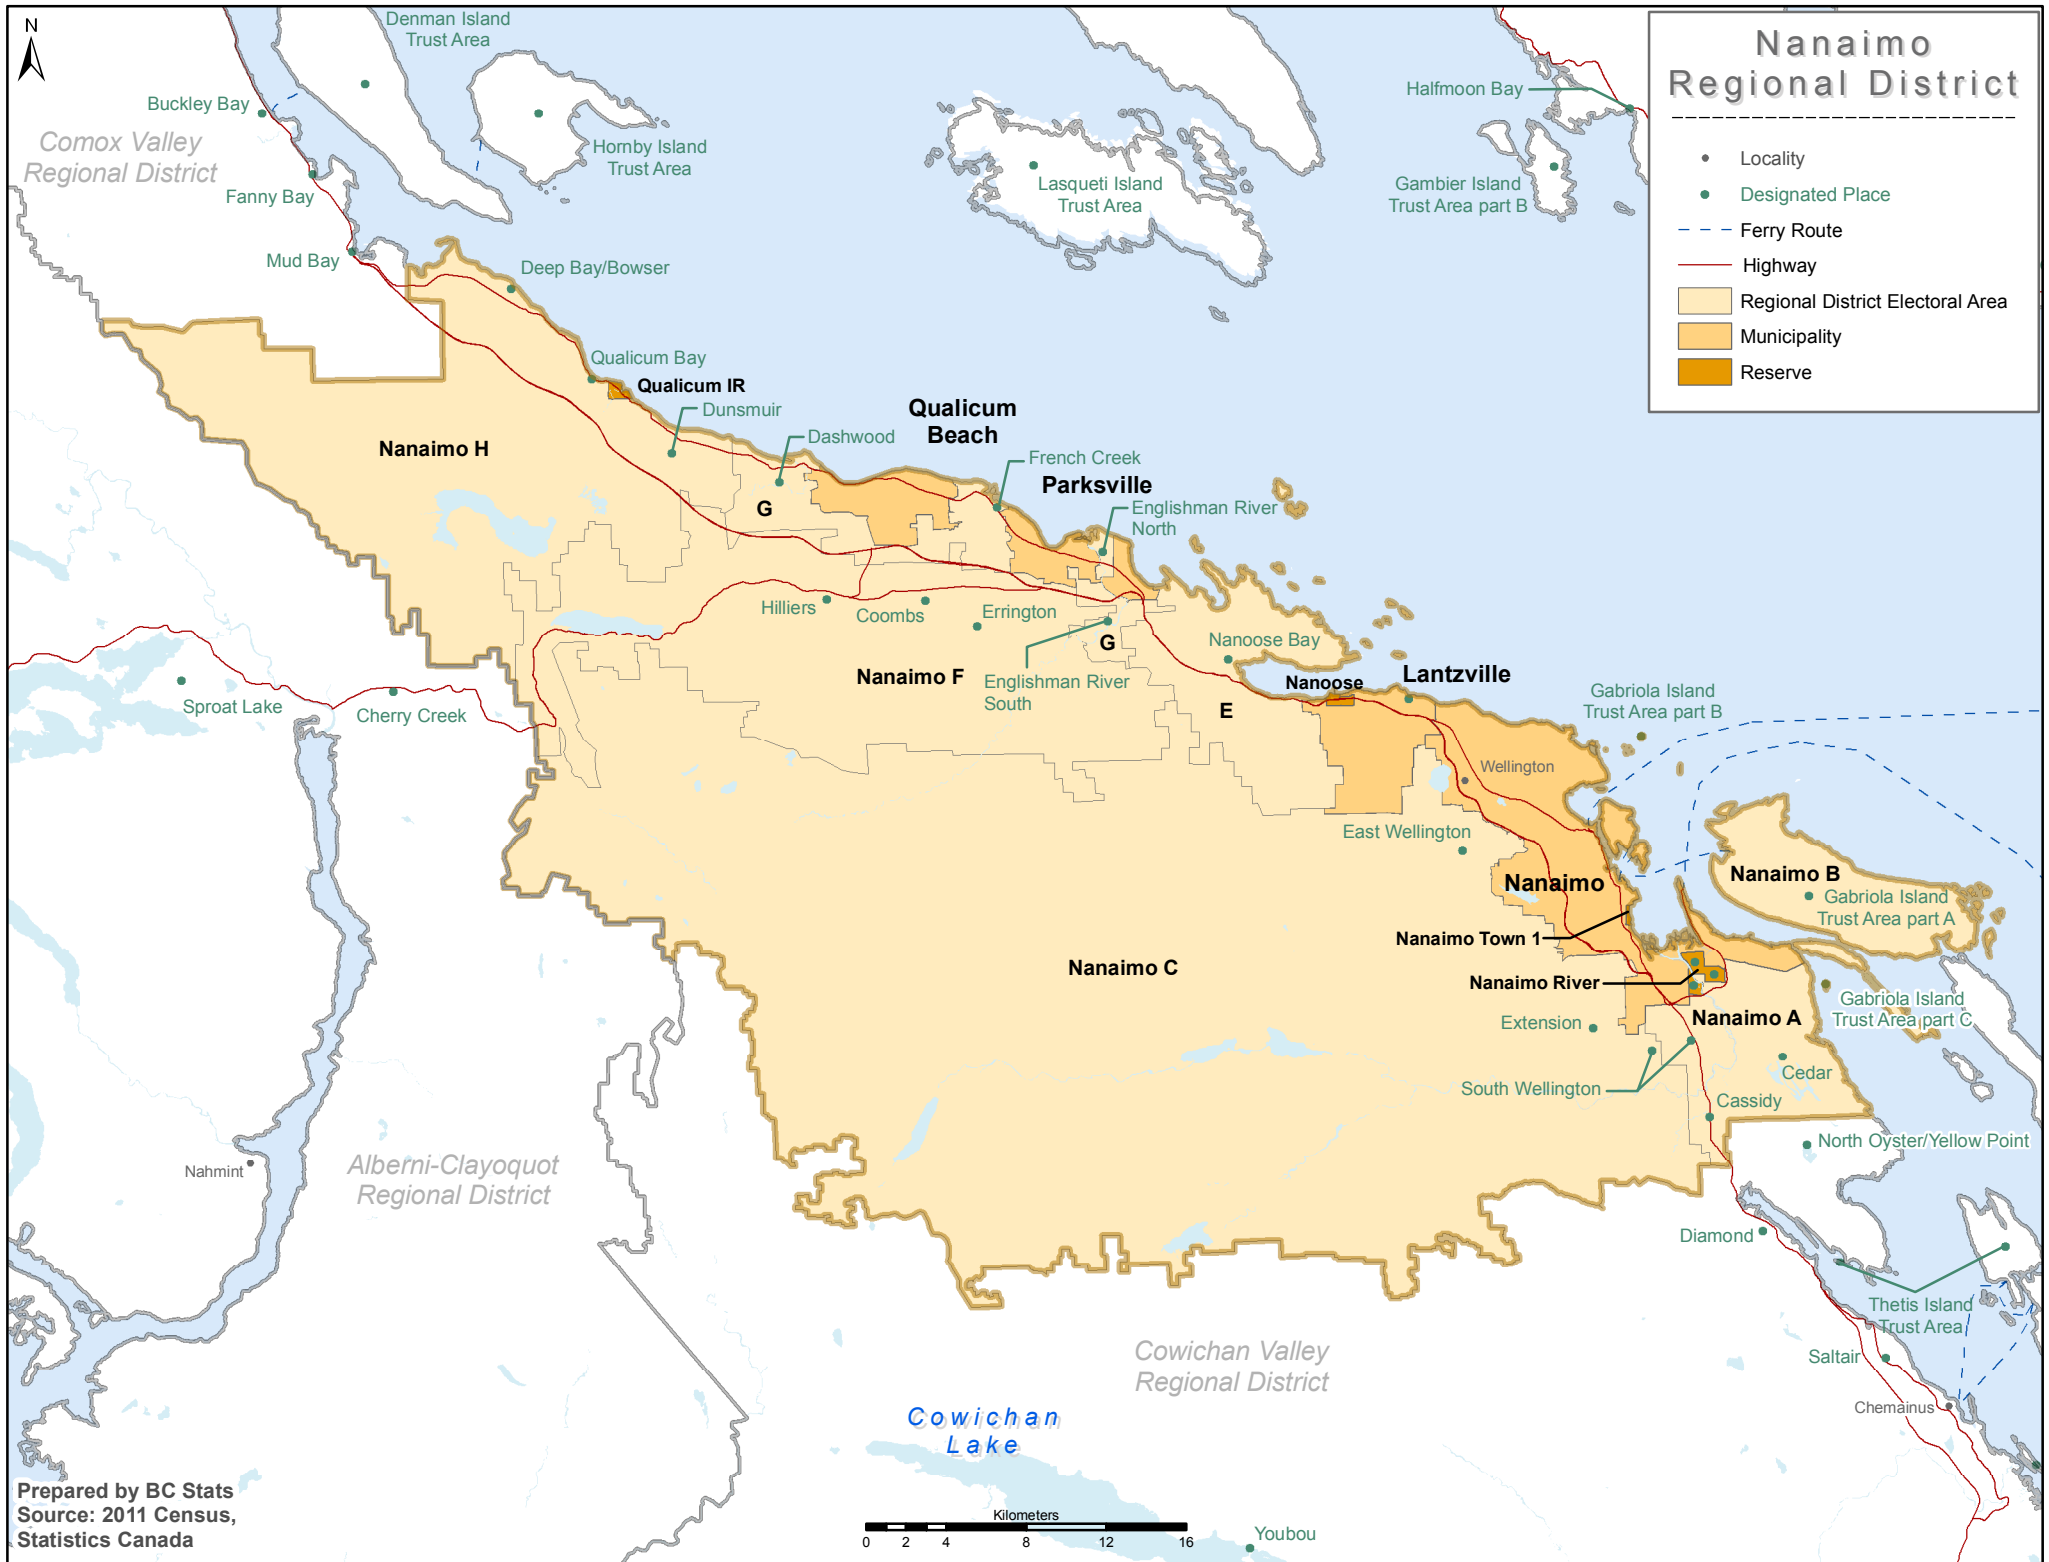 N
Denman Island
Trust Area
Buckley Bay
Comox Valley
Regional District
Hornby Island
Trust Area
Fanny Bay
Mud Bay
Deep Bay/Bowser
Lasqueti Island
Trust Area
Halfmoon Bay
Gambier Island
Trust Area part B
Nanaimo
Regional District
Locality
Designated Place
Ferry Route
Highway
Regional District Electoral Area
Municipality
Reserve
Qualicum Bay
Qualicum IR
Dunsmuir
Dashwood
Qualicum
Beach
French Creek
Parksville
Englishman River
North
Nanaimo H
G
Hilliers
Coombs
Errington
G
Nanoose Bay
Nanaimo F
Englishman River
South
E
Nanoose
Lantzville
Gabriola Island
Trust Area part B
Sproat Lake
Cherry Creek
Wellington
East Wellington
Nanaimo
Nanaimo B
Gabriola Island
Trust Area part A
Nanaimo Town 1
Nanaimo C
Nanaimo River
Gabriola Island
Trust Area part C
Extension
Nanaimo A
Cedar
South Wellington
Cassidy
North Oyster/Yellow Point
Nahmint
Alberni-Clayoquot
Regional District
Diamond
Thetis Island
Trust Area
Saltair
Cowichan Valley
Regional District
Chemainus
Cowichan
Lake
Youbou
Prepared by BC Stats
Source: 2011 Census,
Statistics Canada
Kilometers
0 2 4 8 12 16